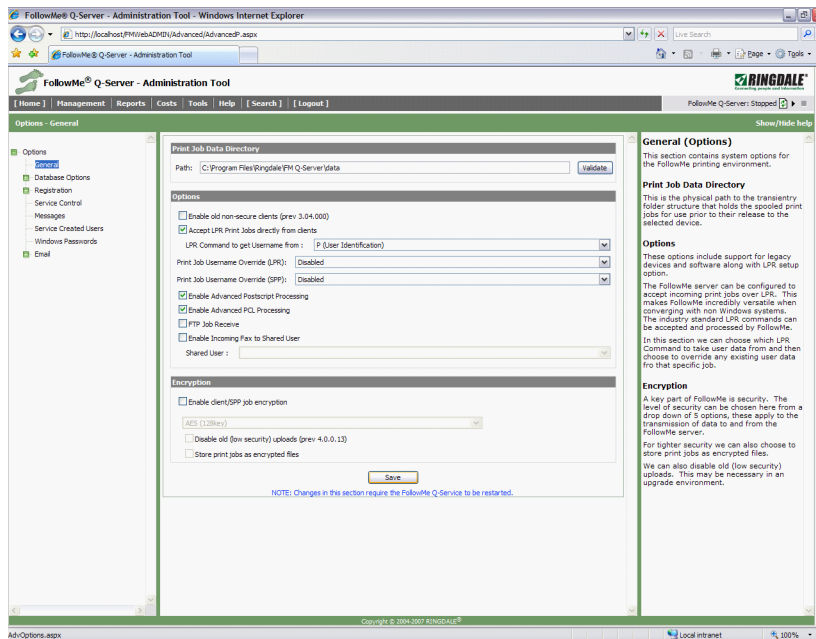 FollowMe® Q-Server - Administration Tool - Windows Internet Explorer
http://localhost/FMWebADMIN/Advanced/AdvancedP.aspx
Live Search
FollowMe® Q-Server - Administration Tool
Page
Tools
FollowMe® Q-Server - Administration Tool
RINGDALE®
Connecting people and information
[ Home ] Management Reports Costs Tools Help [ Search ] [ Logout ]
FollowMe Q-Server: Stopped
Options - General
Show/Hide help
Options
General
Database Options
Registration
Service Control
Messages
Service Created Users
Windows Passwords
Email
Print Job Data Directory
Path: C:\Program Files\Ringdale\FM Q-Server\data Validate
Options
Enable old non-secure clients (prev 3.04.000)
Accept LPR Print Jobs directly from clients
LPR Command to get Username from : P (User Identification)
Print Job Username Override (LPR): Disabled
Print Job Username Override (SPP): Disabled
Enable Advanced Postscript Processing
Enable Advanced PCL Processing
FTP Job Receive
Enable Incoming Fax to Shared User
Shared User :
Encryption
Enable client/SPP job encryption
AES (128key)
Disable old (low security) uploads (prev 4.0.0.13)
Store print jobs as encrypted files
Save
NOTE: Changes in this section require the FollowMe Q-Service to be restarted.
General (Options)
This section contains system options for
the FollowMe printing environment.
Print Job Data Directory
This is the physical path to the transientry
folder structure that holds the spooled print
jobs for use prior to their release to the
selected device.
Options
These options include support for legacy
devices and software along with LPR setup
option.
The FollowMe server can be configured to
accept incoming print jobs over LPR. This
makes FollowMe incredibly versatile when
converging with non Windows systems.
The industry standard LPR commands can
be accepted and processed by FollowMe.
In this section we can choose which LPR
Command to take user data from and then
choose to override any existing user data
fro that specific job.
Encryption
A key part of FollowMe is security. The
level of security can be chosen here from a
drop down of 5 options, these apply to the
transmission of data to and from the
FollowMe server.
For tighter security we can also choose to
store print jobs as encrypted files.
We can also disable old (low security)
uploads. This may be necessary in an
upgrade environment.
Copyright © 2004-2007 RINGDALE®
AdvOptions.aspx
Local intranet
100%